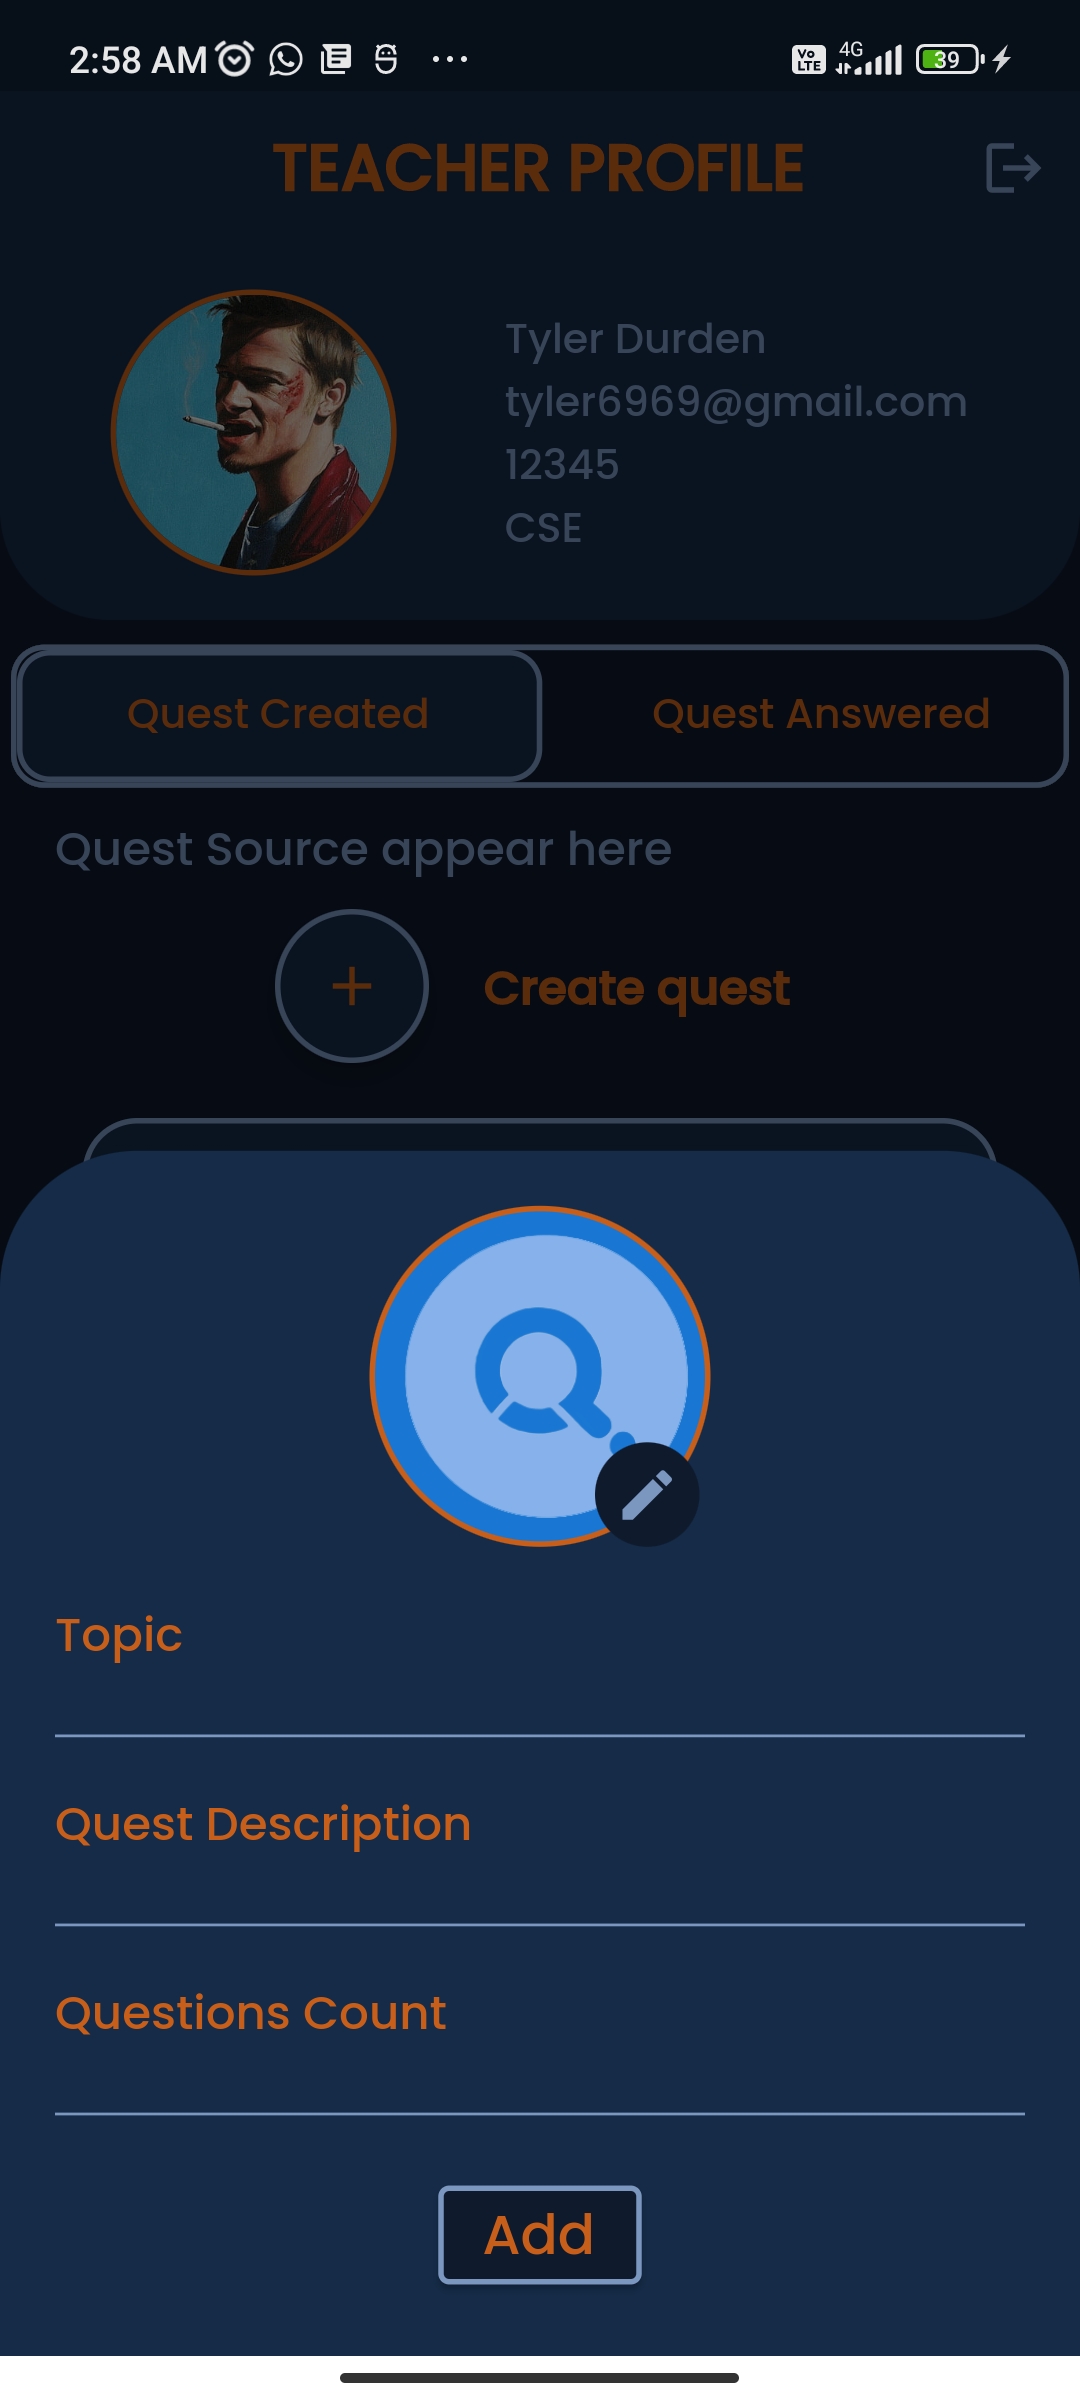 2:58 AM
Vo LTE 4G 39
TEACHER PROFILE
Tyler Durden
tyler6969@gmail.com
12345
CSE
Quest Created
Quest Answered
Quest Source appear here
Create quest
Topic
Quest Description
Questions Count
Add